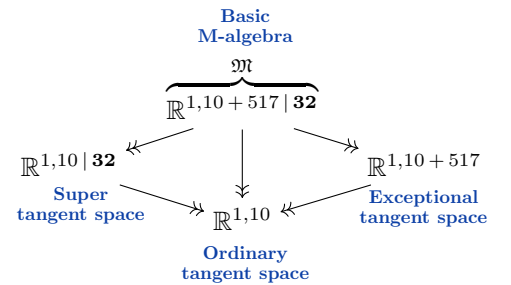 Basic
M-algebra
𝔐
ℝ^{1,10 + 517 | 𝟑𝟐}
ℝ^{1,10 | 𝟑𝟐}
ℝ^{1,10 + 517}
Super
tangent space
ℝ^{1,10}
Exceptional
tangent space
Ordinary
tangent space